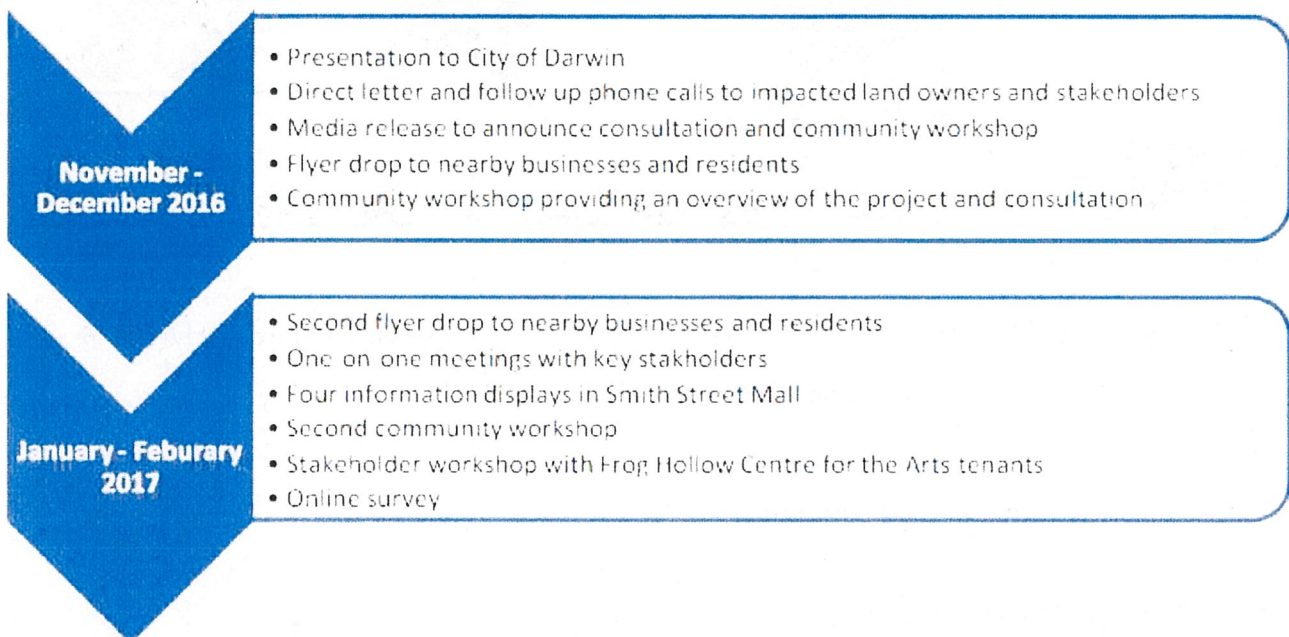 November -
December 2016
• Presentation to City of Darwin
• Direct letter and follow up phone calls to impacted land owners and stakeholders
• Media release to announce consultation and community workshop
• Flyer drop to nearby businesses and residents
• Community workshop providing an overview of the project and consultation
January - Feburary
2017
• Second flyer drop to nearby businesses and residents
• One on one meetings with key stakholders
• Four information displays in Smith Street Mall
• Second community workshop
• Stakeholder workshop with Frog Hollow Centre for the Arts tenants
• Online survey